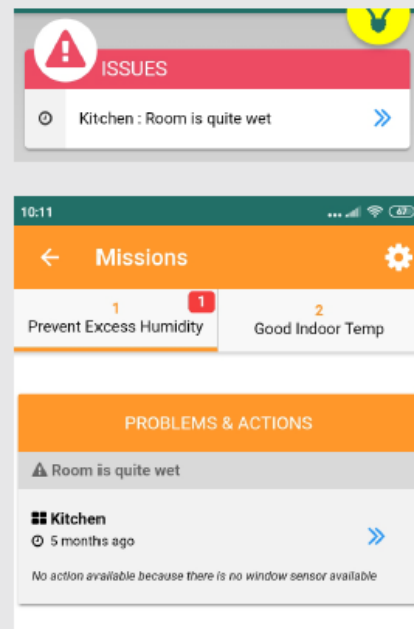 ISSUES
Kitchen : Room is quite wet
10:11
67
Missions
1
1
2
Prevent Excess Humidity
Good Indoor Temp
PROBLEMS & ACTIONS
Room is quite wet
Kitchen
5 months ago
No action available because there is no window sensor available